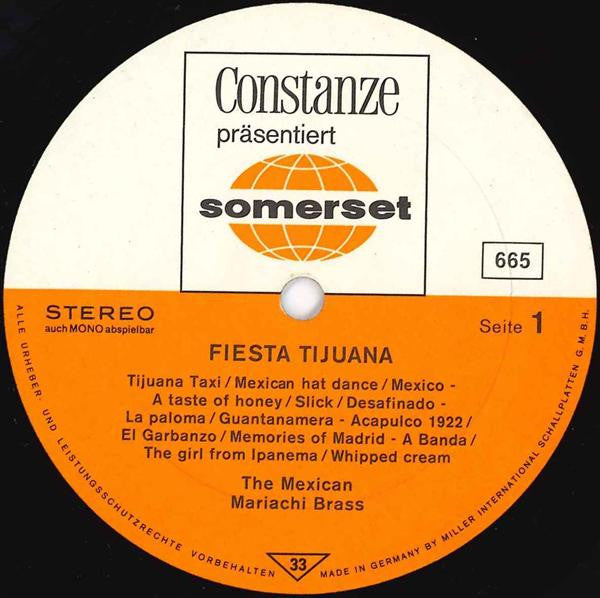 Constanze
präsentiert
somerset
665
STEREO
auch MONO abspielbar
Seite 1
FIESTA TIJUANA
Tijuana Taxi / Mexican hat dance / Mexico -
A taste of honey / Slick / Desafinado -
La paloma / Guantanamera - Acapulco 1922 /
El Garbanzo / Memories of Madrid - A Banda /
The girl from Ipanema / Whipped cream
The Mexican
Mariachi Brass
33
ALLE URHEBER- UND LEISTUNGSSCHUTZRECHTE VORBEHALTEN
MADE IN GERMANY BY MILLER INTERNATIONAL SCHALLPLATTEN G.M.B.H.